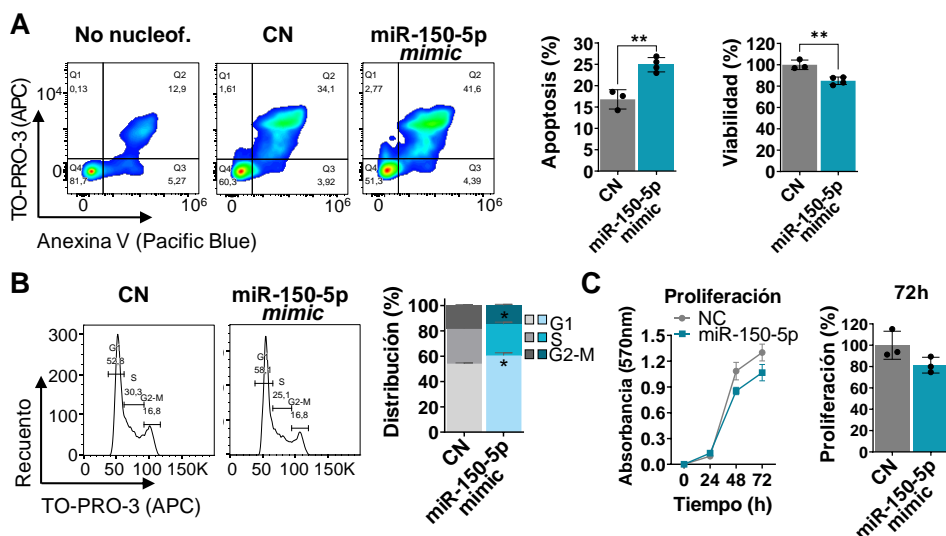 A
No nucleof.
CN
miR-150-5p
mimic
TO-PRO-3 (APC)
10⁴
0
Q1
0,13
Q2
12,9
Q4
81,7
Q3
5,27
10⁶
Q1
1,61
Q2
34,1
Q4
60,3
Q3
3,92
10⁶
Q1
2,77
Q2
41,6
Q4
51,3
Q3
4,39
10⁶
Anexina V (Pacific Blue)
Apoptosis (%)
30
25
20
15
10
5
0
**
CN
miR-150-5p
mimic
Viabilidad (%)
120
100
80
60
40
20
0
**
CN
miR-150-5p
mimic
B
CN
miR-150-5p
mimic
Recuento
300
200
100
0
G1
52,8
S
30,3
G2-M
16,8
0
50
100
150K
G1
58,1
S
25,1
G2-M
16,8
0
50
100
150K
TO-PRO-3 (APC)
Distribución (%)
100
80
60
40
20
0
*
*
CN
miR-150-5p
mimic
G1
S
G2-M
C
Proliferación
NC
miR-150-5p
Absorbancia (570nm)
1.5
1.2
0.9
0.6
0.3
0.0
0
24
48
72
Tiempo (h)
72h
Proliferación (%)
120
100
80
60
40
20
0
CN
miR-150-5p
mimic